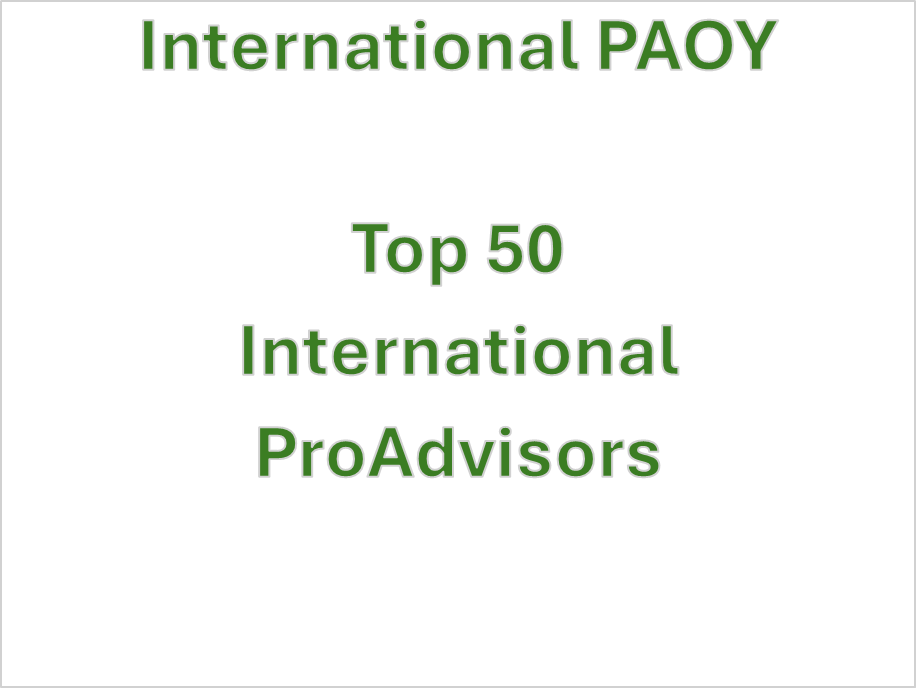 International PAOY
Top 50
International
ProAdvisors